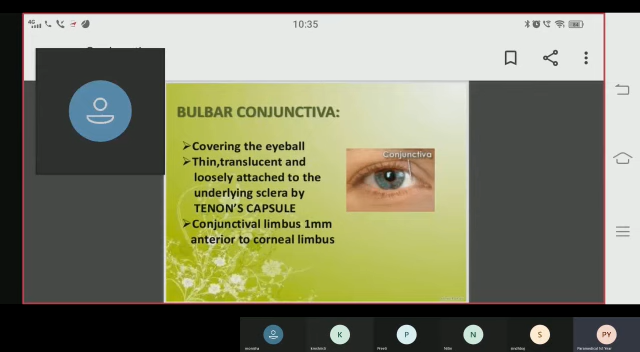 4G
10:35
BULBAR CONJUNCTIVA:
➢Covering the eyeball
➢Thin,translucent and
loosely attached to the
underlying sclera by
TENON'S CAPSULE
➢Conjunctival limbus 1mm
anterior to corneal limbus
Conjunctiva
K
P
N
S
PY